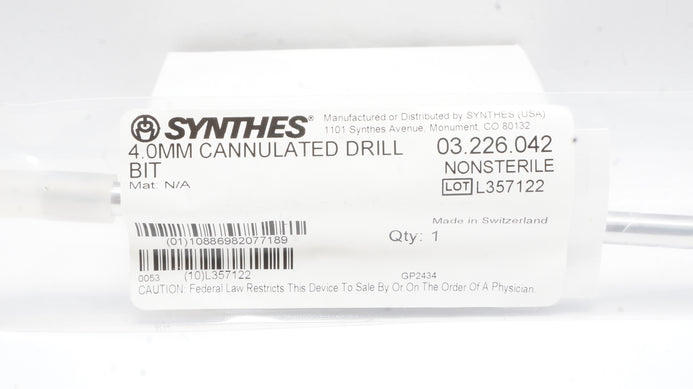 SYNTHES®
Manufactured or Distributed by SYNTHES (USA)
1101 Synthes Avenue, Monument, CO 80132
4.0MM CANNULATED DRILL
BIT
Mat: N/A
03.226.042
NONSTERILE
LOT L357122
Made in Switzerland
(01)10886982077189
Qty: 1
0053 (10)L357122
GP2434
CAUTION: Federal Law Restricts This Device To Sale By Or On The Order Of A Physician.